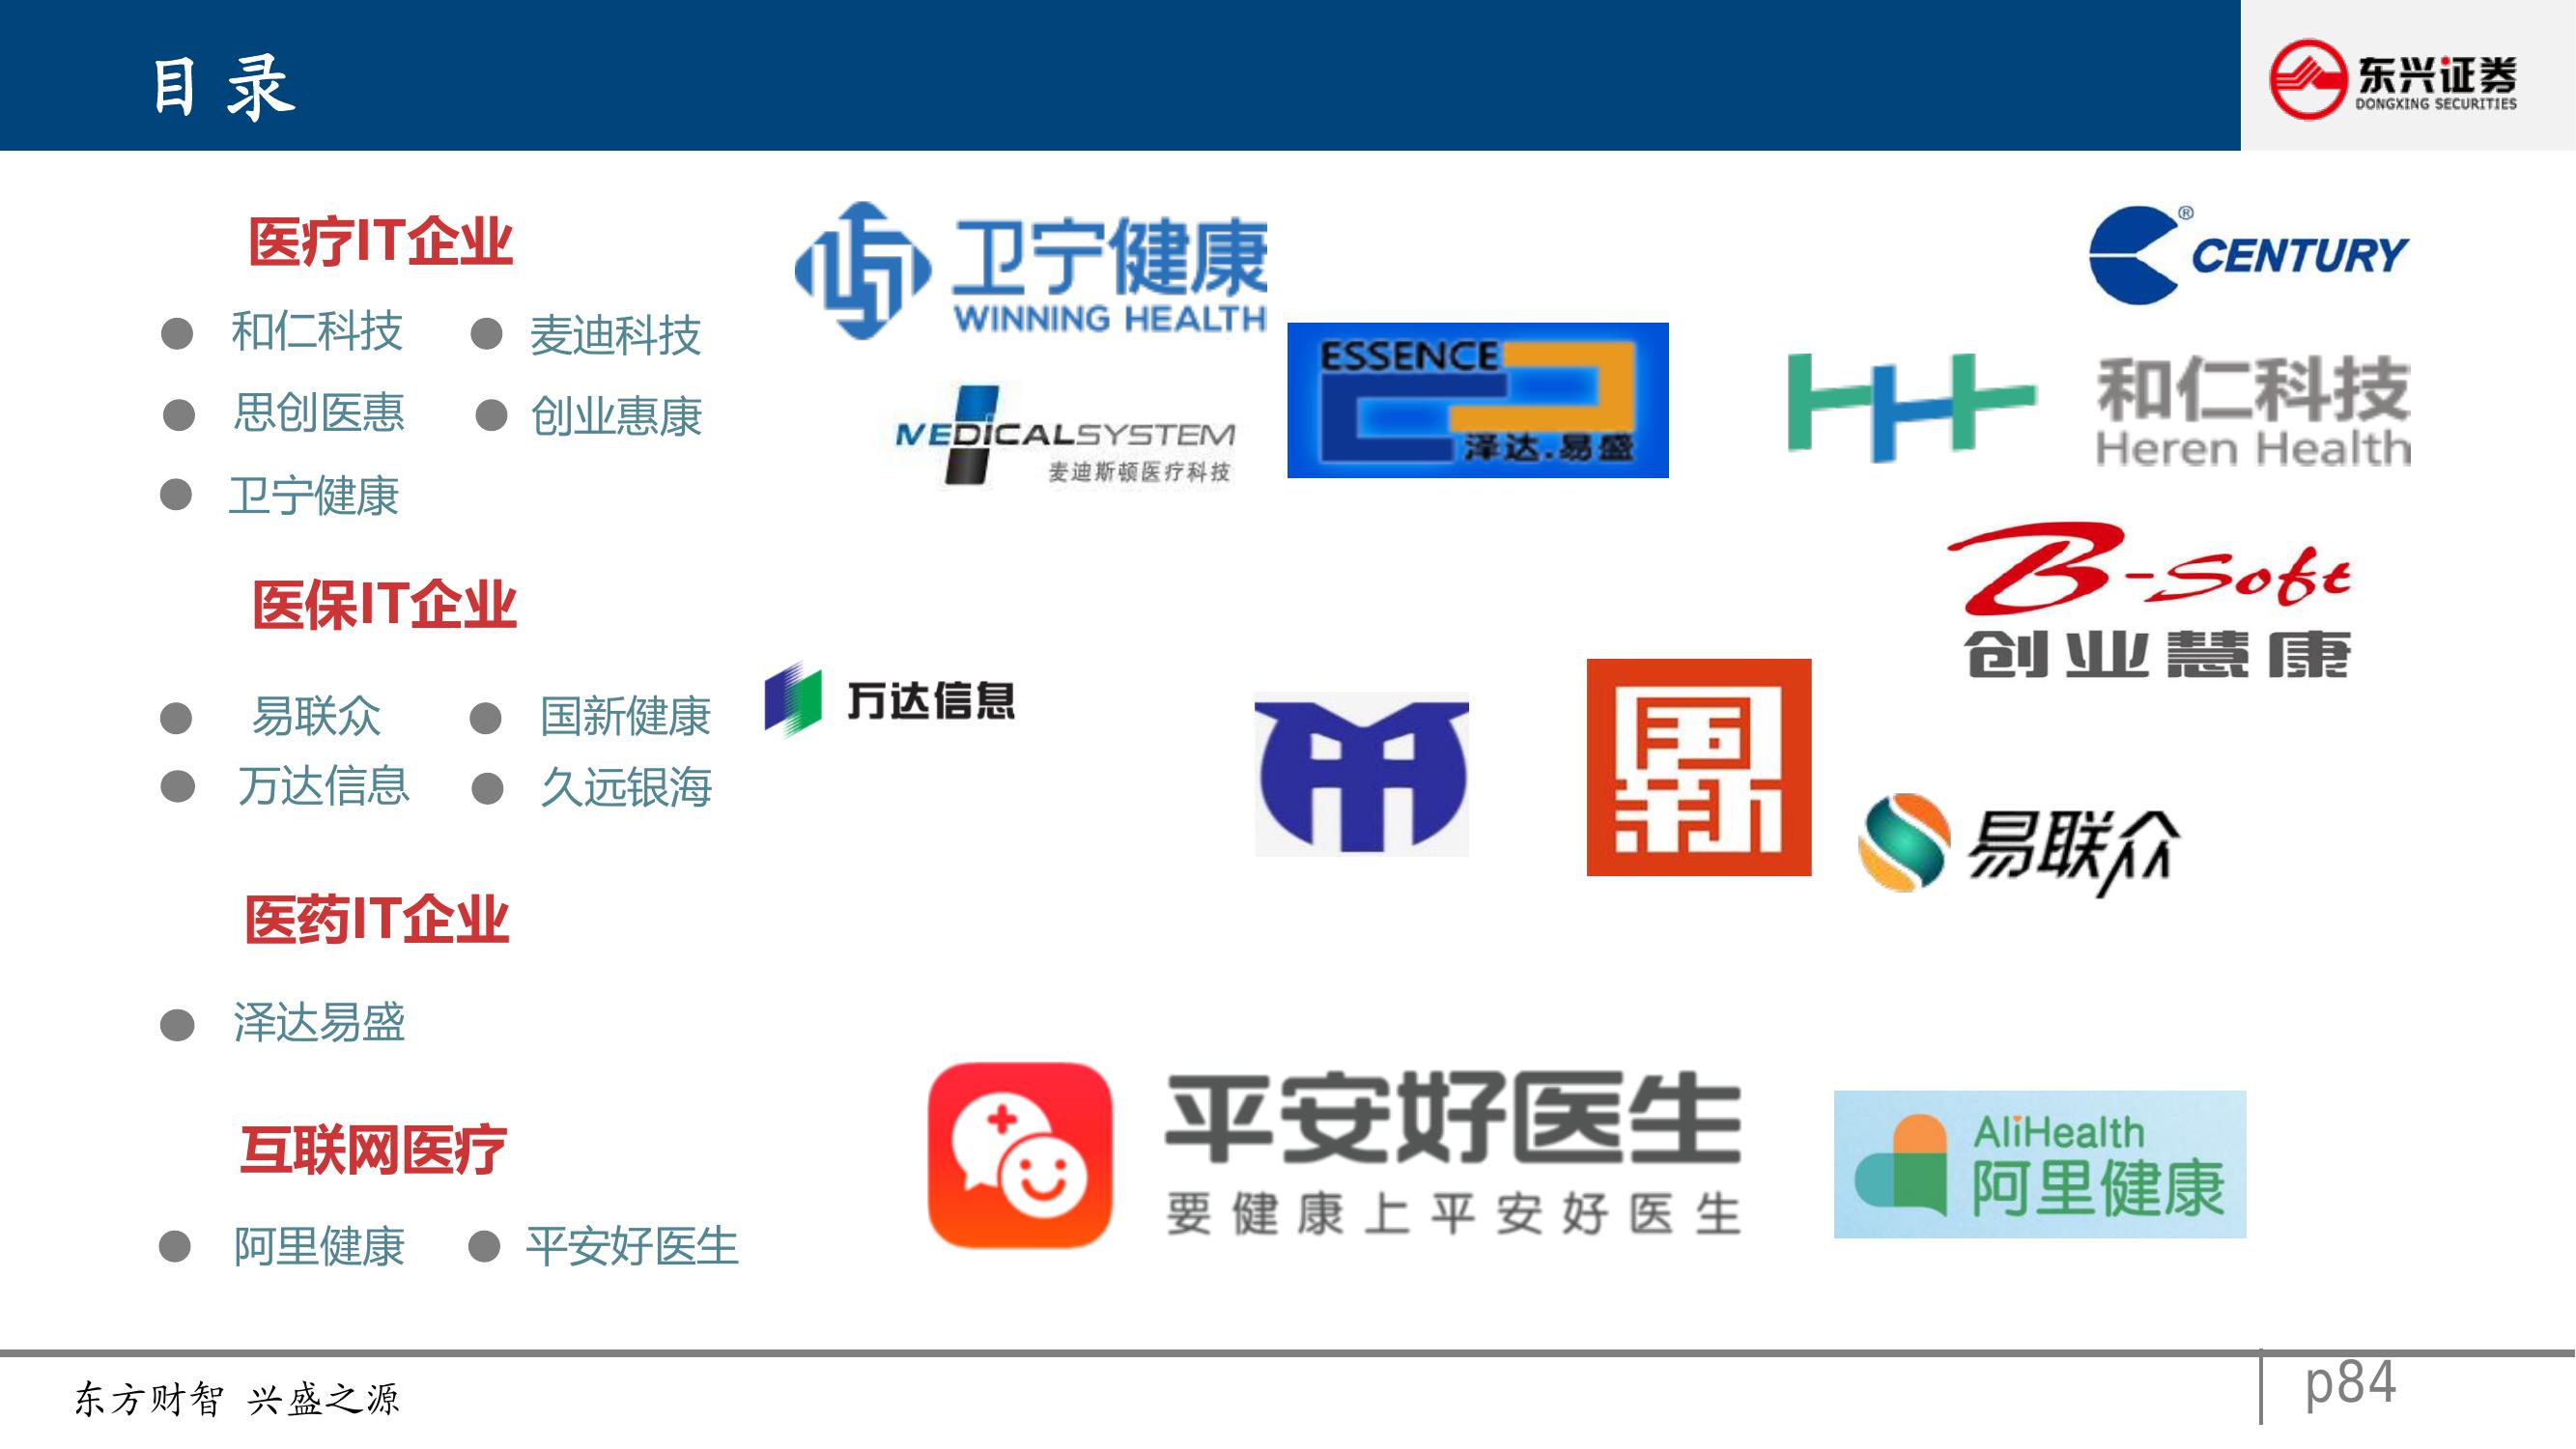 目录
东兴证券
DONGXING SECURITIES
医疗IT企业
和仁科技
麦迪科技
思创医惠
创业惠康
卫宁健康
医保IT企业
易联众
国新健康
万达信息
久远银海
医药IT企业
泽达易盛
互联网医疗
阿里健康
平安好医生
卫宁健康
WINNING HEALTH
CENTURY®
ESSENCE
泽达.易盛
MEDICALSYSTEM
麦迪斯顿医疗科技
和仁科技
Heren Health
B-Soft
创业慧康
万达信息
国新
易联众
平安好医生
要健康上平安好医生
AliHealth
阿里健康
东方财智 兴盛之源
p84